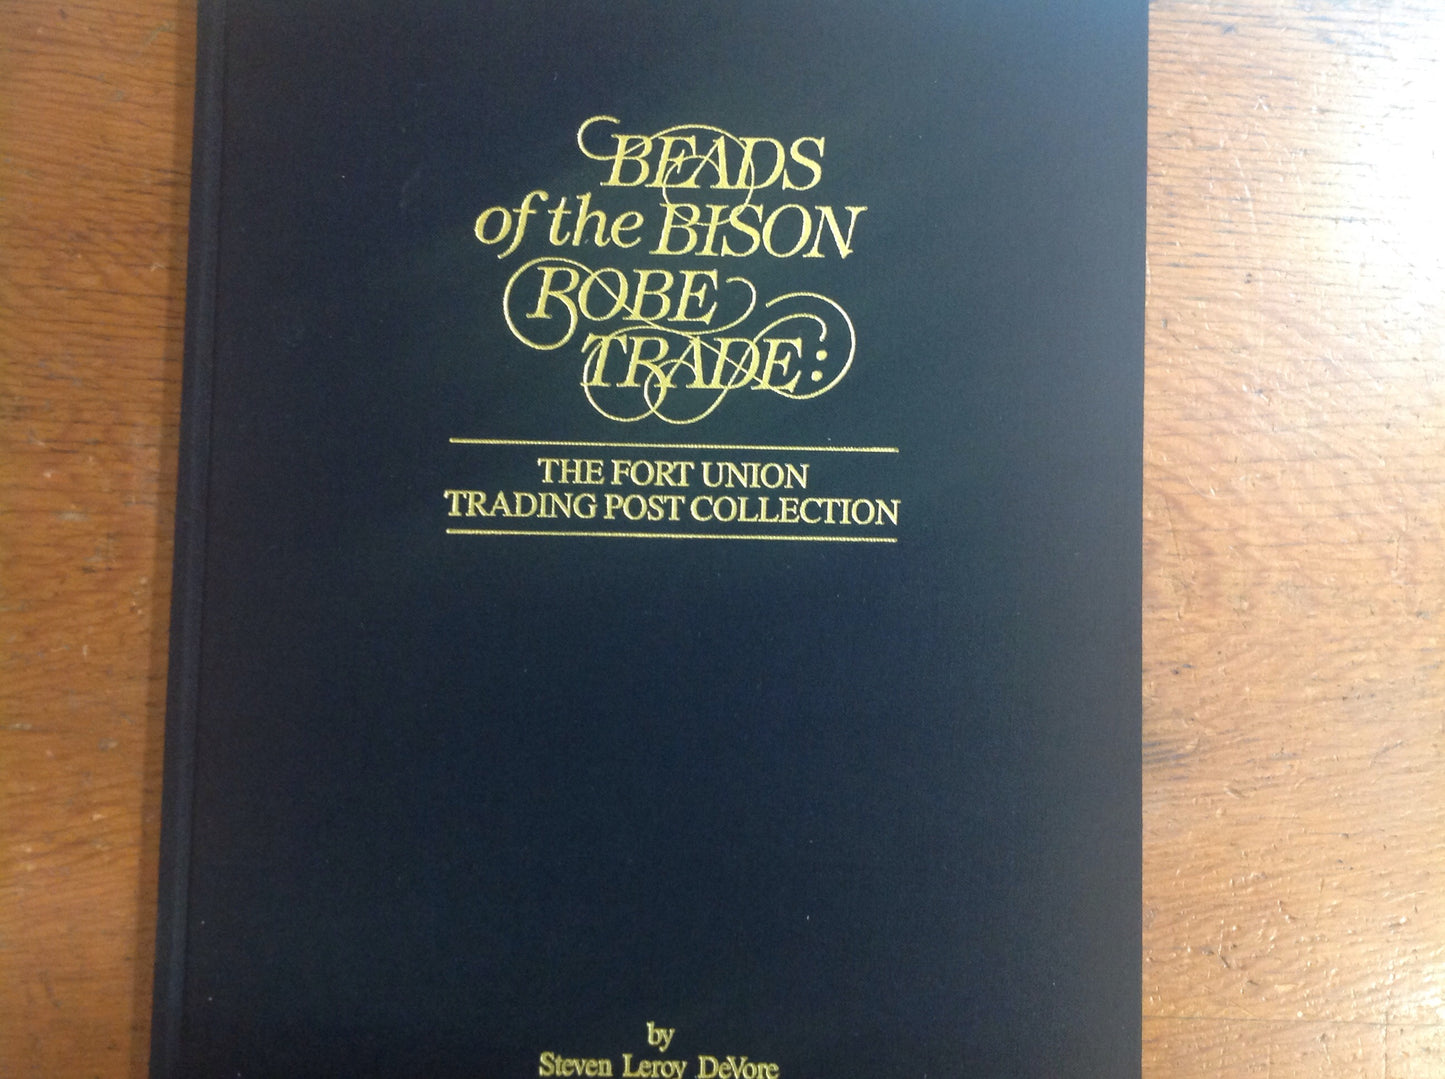 BEADS
of the BISON
ROBE
TRADE:
THE FORT UNION
TRADING POST COLLECTION
by
Steven Leroy DeVore